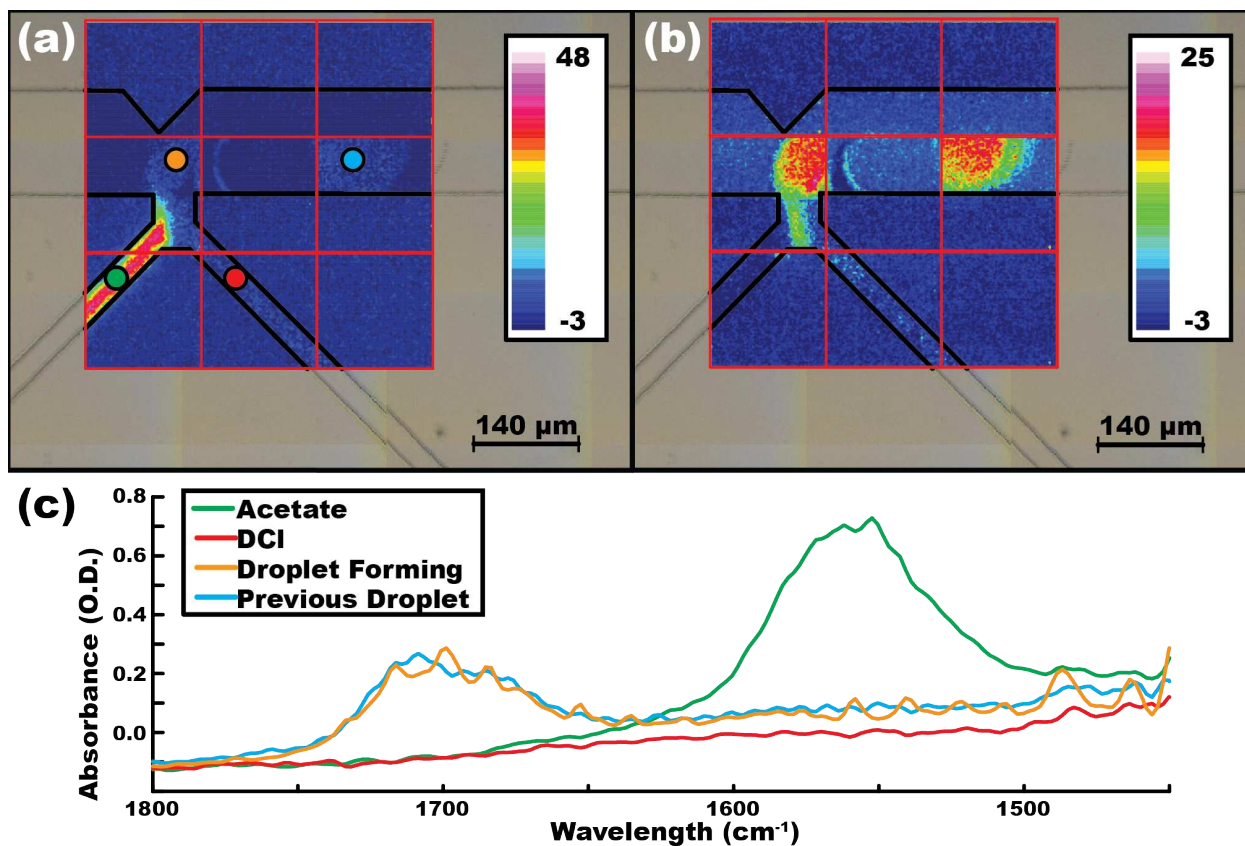 (a)
48
-3
140 µm
(b)
25
-3
140 µm
(c)
Acetate
DCl
Droplet Forming
Previous Droplet
Absorbance (O.D.)
0.8
0.6
0.4
0.2
0.0
1800
1700
1600
1500
Wavelength (cm⁻¹)